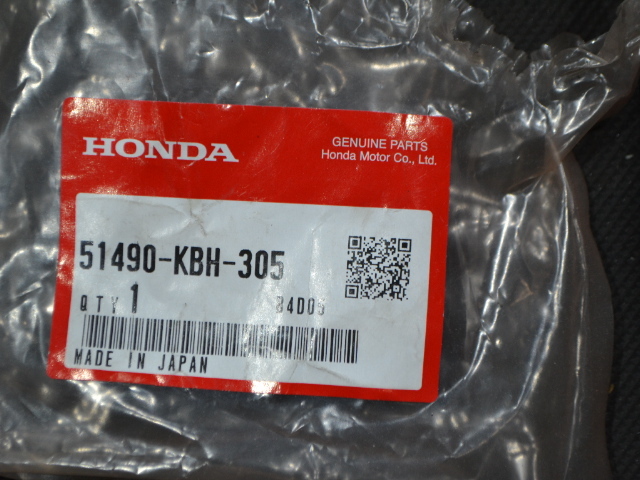 HONDA
GENUINE PARTS
Honda Motor Co., Ltd.
51490-KBH-305
QTY 1
MADE IN JAPAN